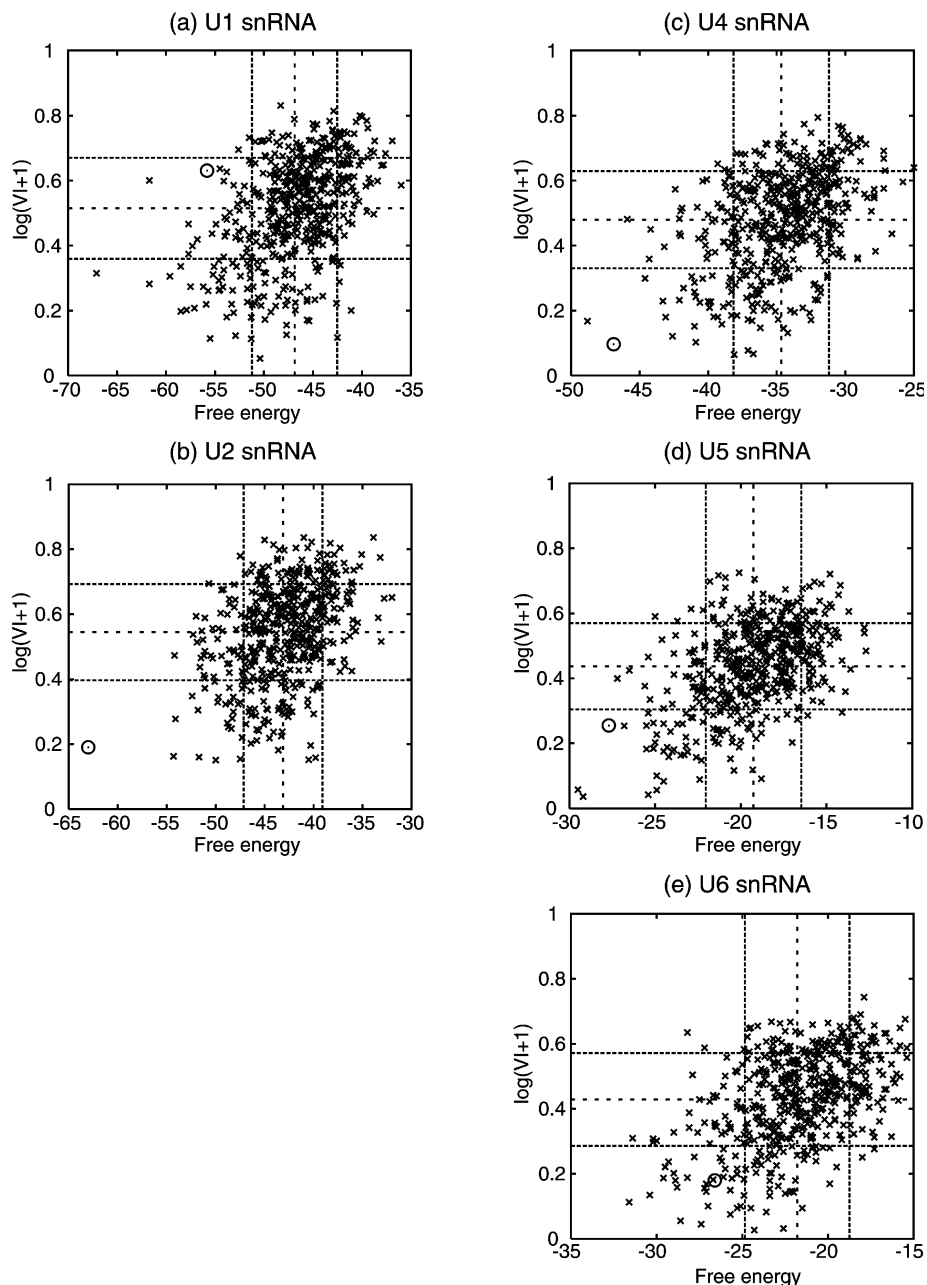 (a) U1 snRNA
1
0.8
0.6
0.4
0.2
0
log(VI+1)
-70 -65 -60 -55 -50 -45 -40 -35
Free energy
(b) U2 snRNA
1
0.8
0.6
0.4
0.2
0
log(VI+1)
-65 -60 -55 -50 -45 -40 -35 -30
Free energy
(c) U4 snRNA
1
0.8
0.6
0.4
0.2
0
log(VI+1)
-50 -45 -40 -35 -30 -25
Free energy
(d) U5 snRNA
1
0.8
0.6
0.4
0.2
0
log(VI+1)
-30 -25 -20 -15 -10
Free energy
(e) U6 snRNA
1
0.8
0.6
0.4
0.2
0
log(VI+1)
-35 -30 -25 -20 -15
Free energy